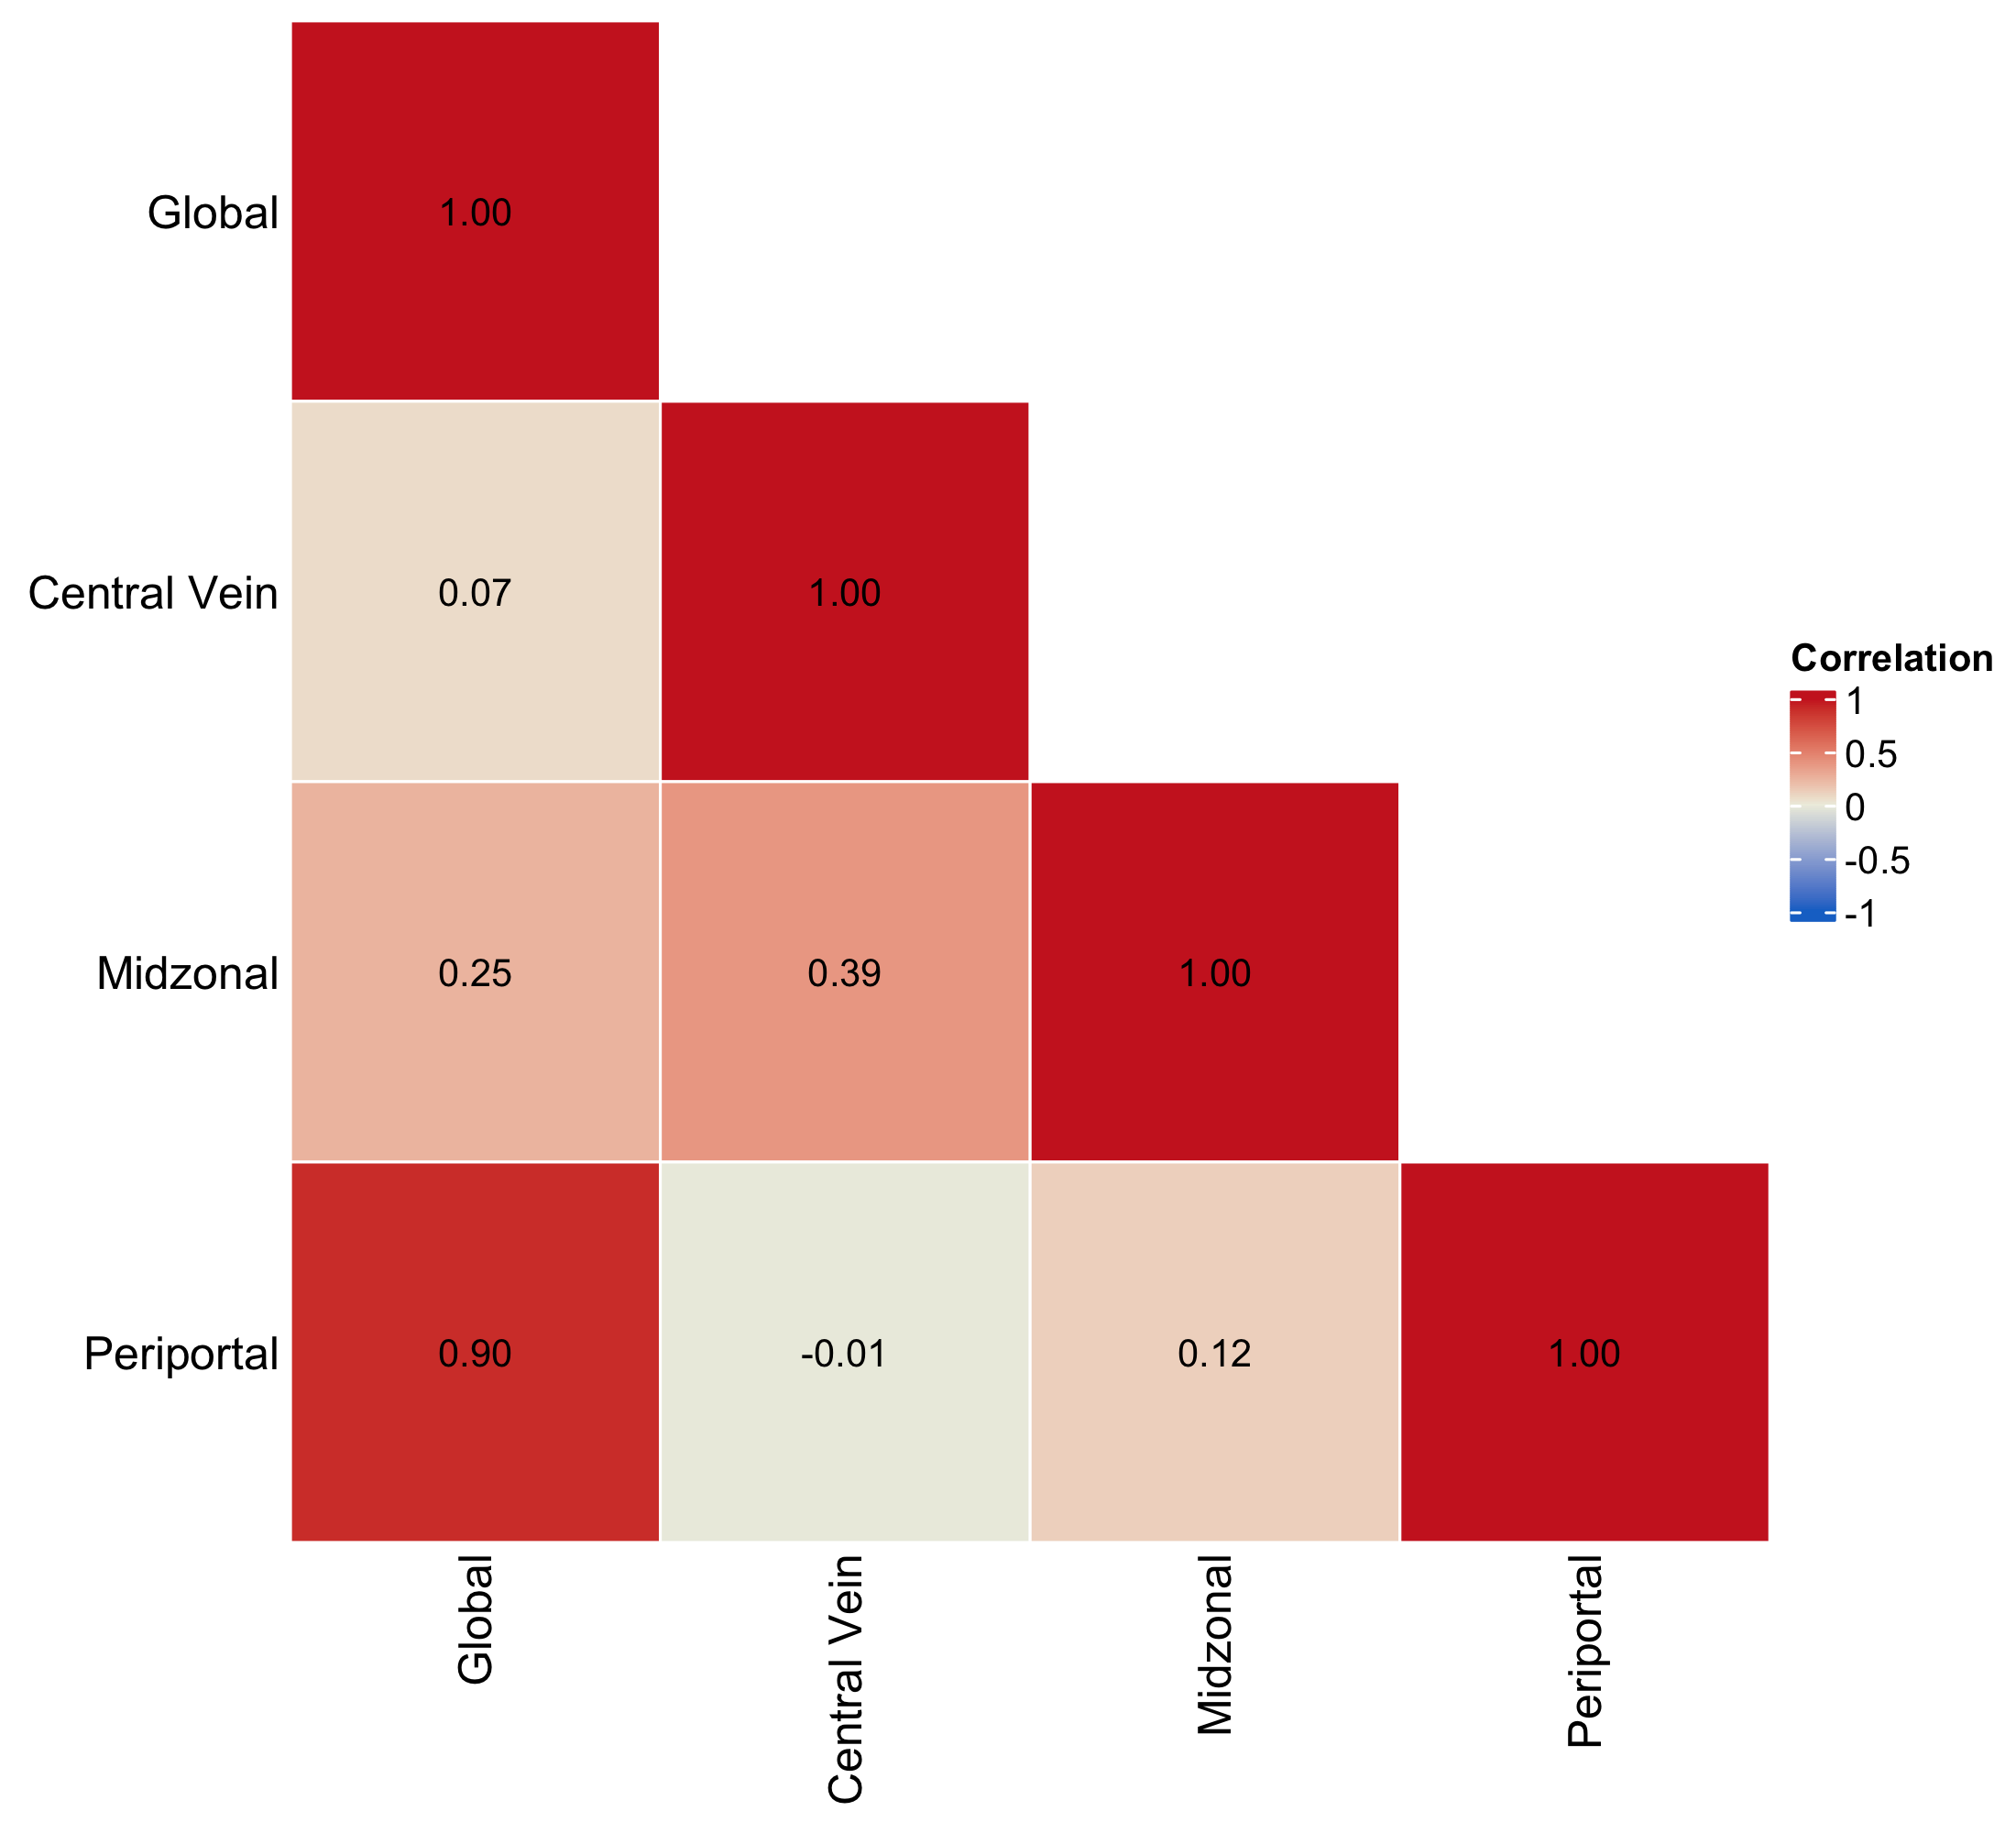 Global
1.00
Central Vein
0.07
1.00
Correlation
1
0.5
0
-0.5
-1
Midzonal
0.25
0.39
1.00
Periportal
0.90
-0.01
0.12
1.00
Global
Central Vein
Midzonal
Periportal